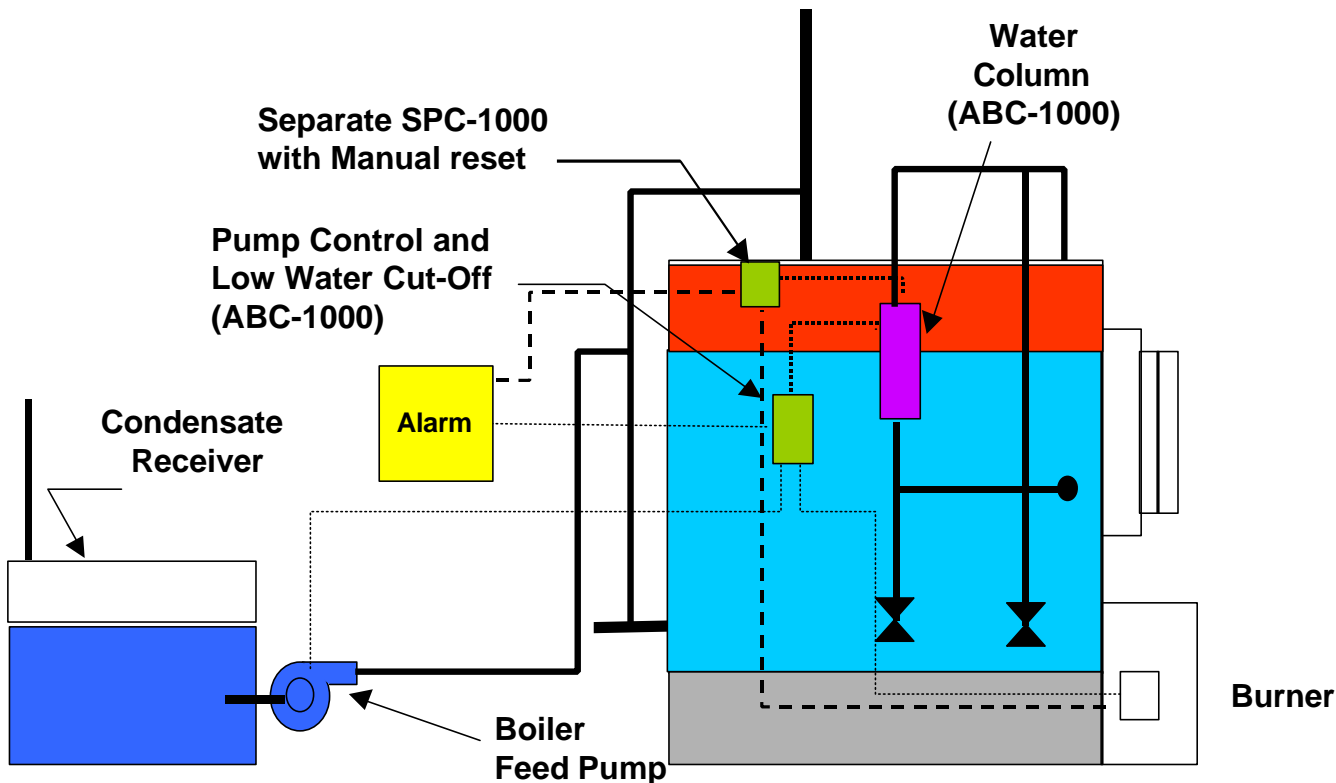 Water
Column
(ABC-1000)
Separate SPC-1000
with Manual reset
Pump Control and
Low Water Cut-Off
(ABC-1000)
Alarm
Condensate
Receiver
Burner
Boiler
Feed Pump